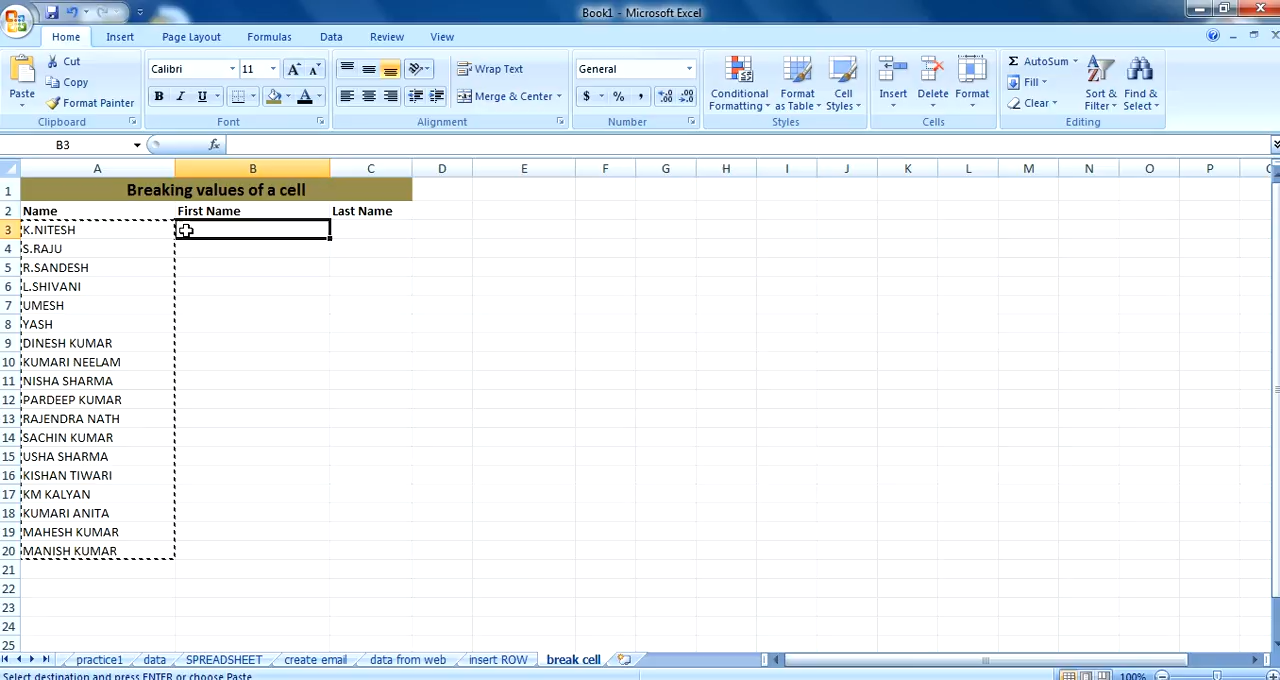 Book1 - Microsoft Excel
Home Insert Page Layout Formulas Data Review View
Paste Cut Copy Format Painter Clipboard
Calibri 11 A A B I U A Font
Wrap Text Merge & Center Alignment
General $ % , Number
Conditional Formatting Format as Table Cell Styles Styles
Insert Delete Format Cells
Σ AutoSum Fill Clear Sort & Filter Find & Select Editing
B3 fx
A B C D E F G H I J K L M N O P
1 Breaking values of a cell
2 Name First Name Last Name
3 K.NITESH
4 S.RAJU
5 R.SANDESH
6 L.SHIVANI
7 UMESH
8 YASH
9 DINESH KUMAR
10 KUMARI NEELAM
11 NISHA SHARMA
12 PARDEEP KUMAR
13 RAJENDRA NATH
14 SACHIN KUMAR
15 USHA SHARMA
16 KISHAN TIWARI
17 KM KALYAN
18 KUMARI ANITA
19 MAHESH KUMAR
20 MANISH KUMAR
21
22
23
24
25
practice1 data SPREADSHEET create email data from web insert ROW break cell
Select destination and press ENTER or choose Paste 100%